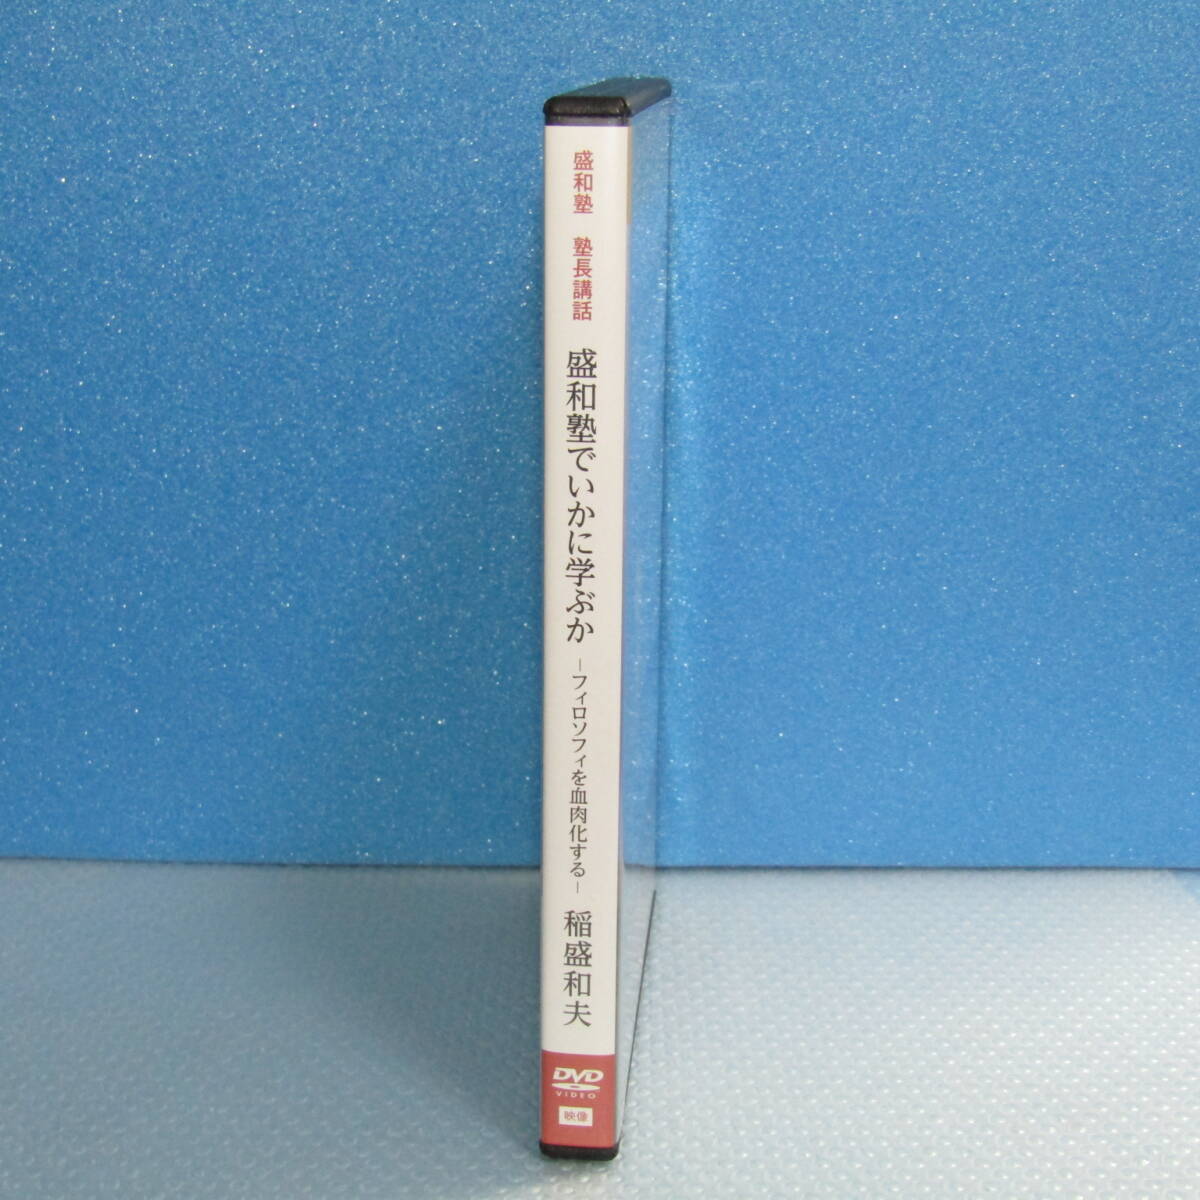 盛和塾 塾長講話
盛和塾でいかに学ぶか
−フィロソフィを血肉化する−
稲盛和夫
DVD
VIDEO
映像